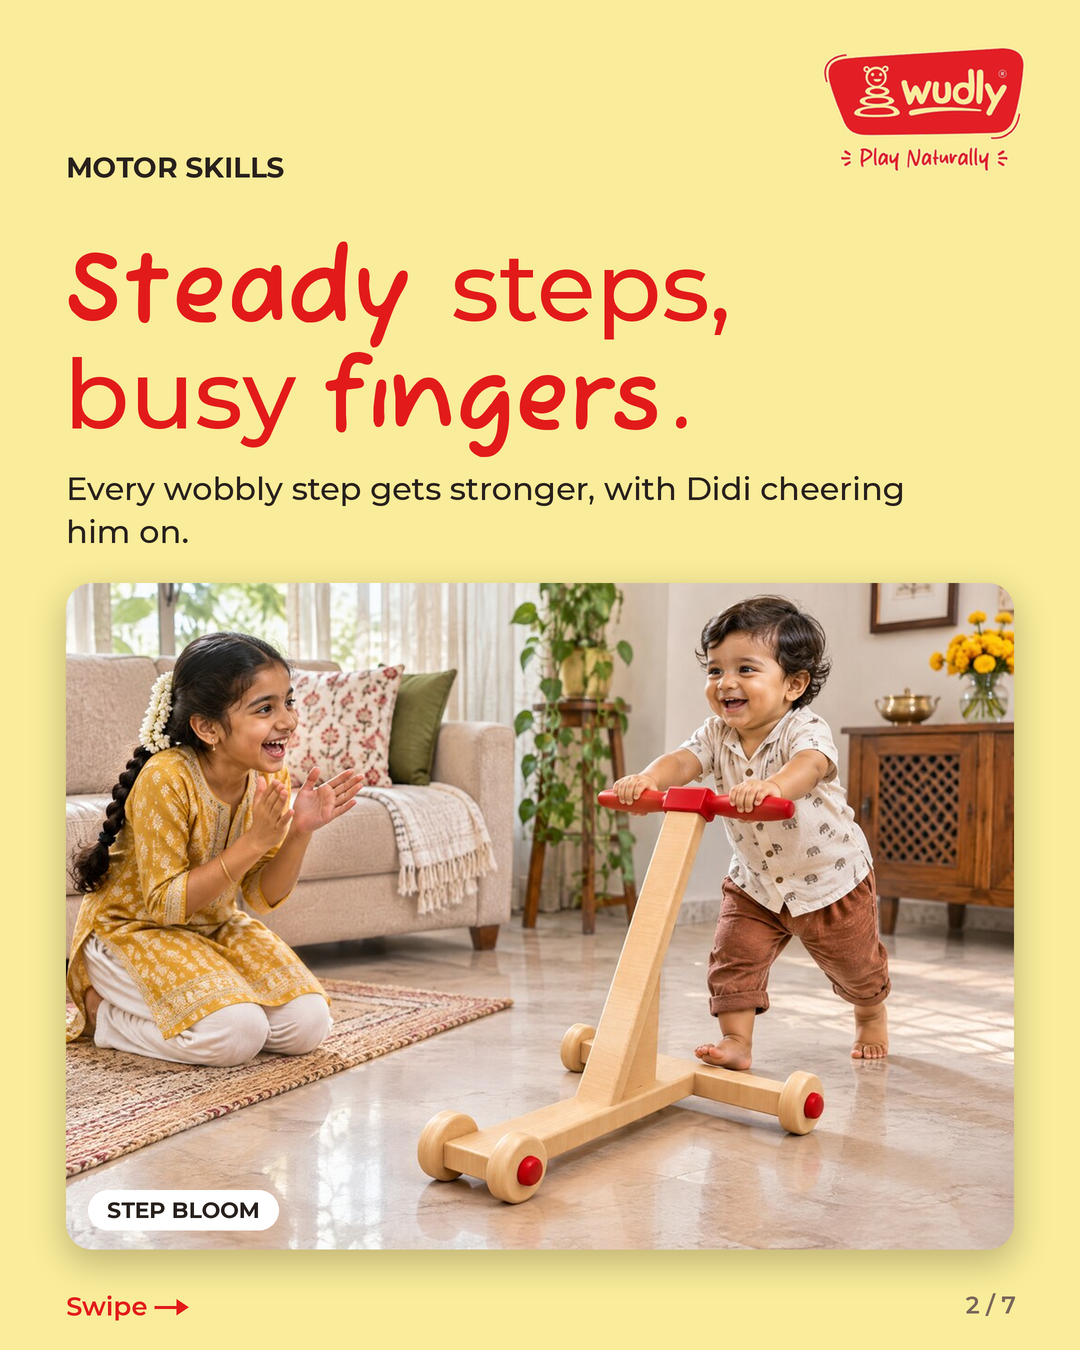 wudly®
Play Naturally
MOTOR SKILLS
Steady steps,
busy fingers.
Every wobbly step gets stronger, with Didi cheering
him on.
STEP BLOOM
Swipe →
2 / 7